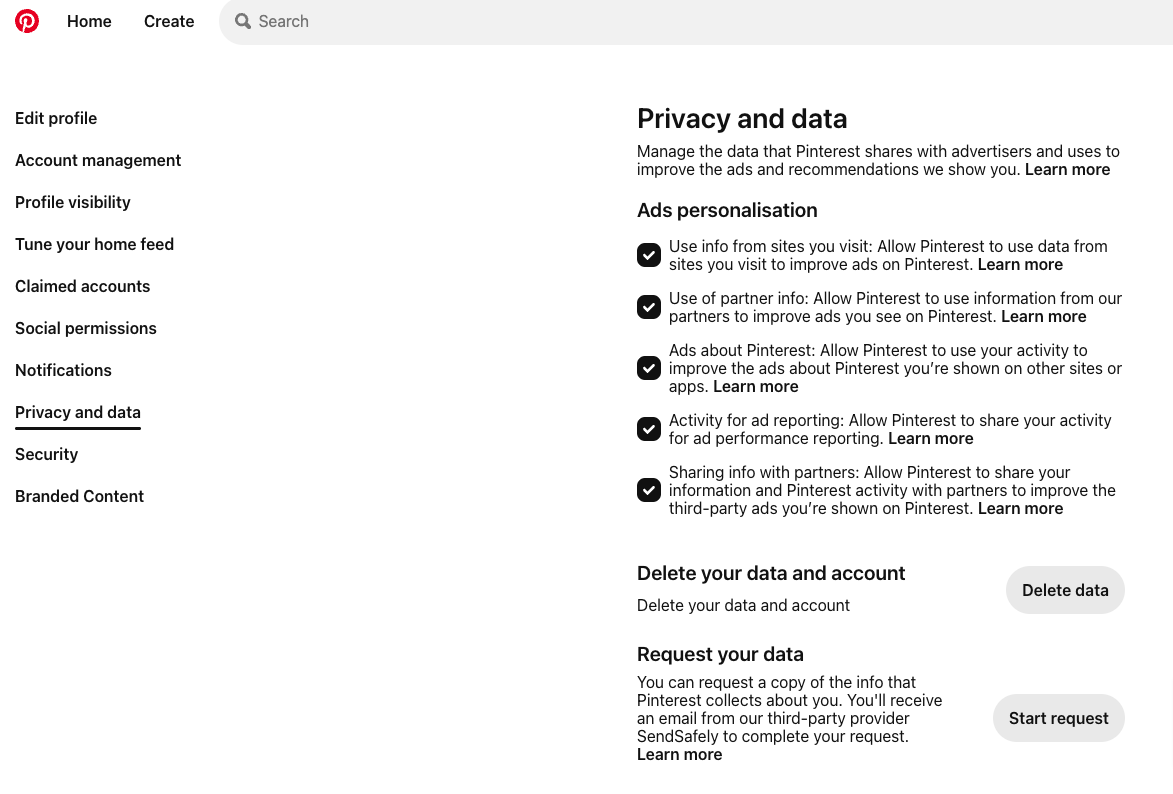 Home
Create
Search
Edit profile
Account management
Profile visibility
Tune your home feed
Claimed accounts
Social permissions
Notifications
Privacy and data
Security
Branded Content
Privacy and data
Manage the data that Pinterest shares with advertisers and uses to
improve the ads and recommendations we show you. Learn more
Ads personalisation
Use info from sites you visit: Allow Pinterest to use data from
sites you visit to improve ads on Pinterest. Learn more
Use of partner info: Allow Pinterest to use information from our
partners to improve ads you see on Pinterest. Learn more
Ads about Pinterest: Allow Pinterest to use your activity to
improve the ads about Pinterest you’re shown on other sites or
apps. Learn more
Activity for ad reporting: Allow Pinterest to share your activity
for ad performance reporting. Learn more
Sharing info with partners: Allow Pinterest to share your
information and Pinterest activity with partners to improve the
third-party ads you’re shown on Pinterest. Learn more
Delete your data and account
Delete your data and account
Delete data
Request your data
You can request a copy of the info that
Pinterest collects about you. You'll receive
an email from our third-party provider
SendSafely to complete your request.
Learn more
Start request